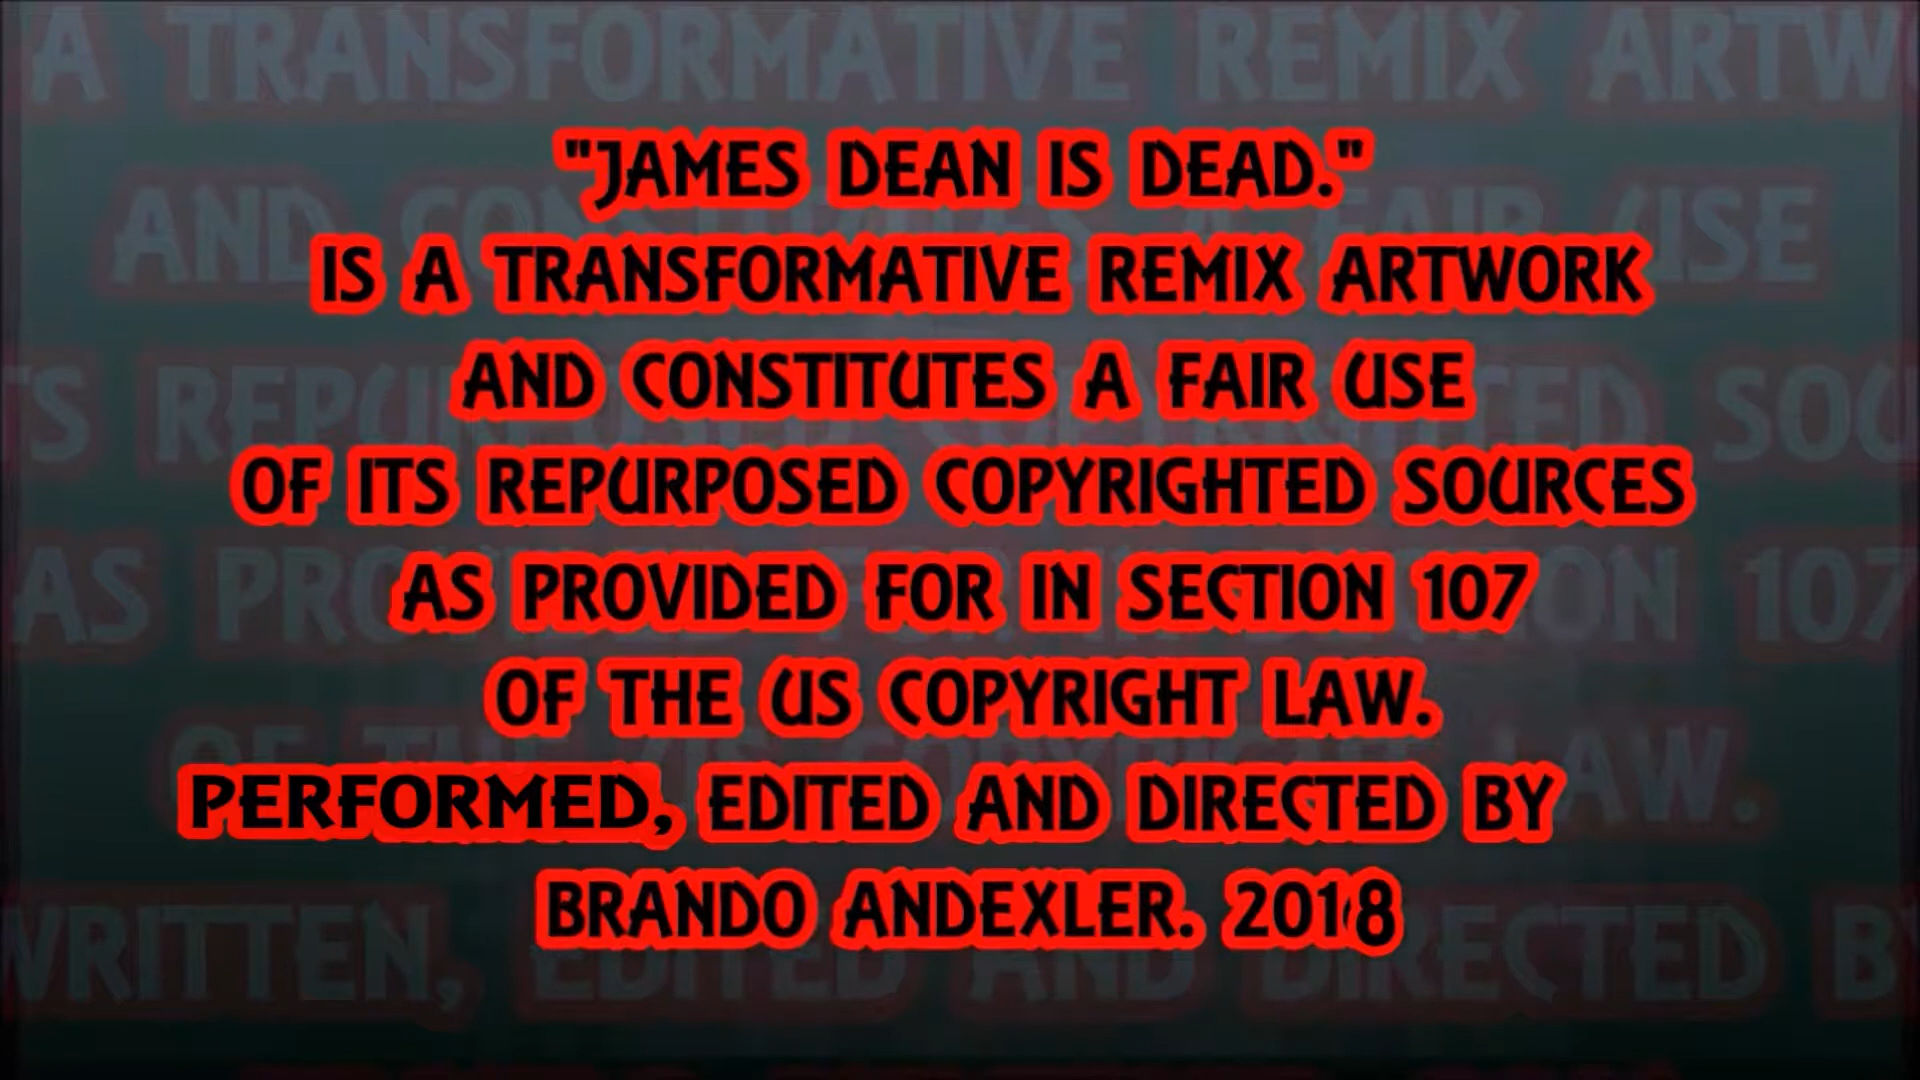 "JAMES DEAN IS DEAD."
IS A TRANSFORMATIVE REMIX ARTWORK
AND CONSTITUTES A FAIR USE
OF ITS REPURPOSED COPYRIGHTED SOURCES
AS PROVIDED FOR IN SECTION 107
OF THE US COPYRIGHT LAW.
PERFORMED, EDITED AND DIRECTED BY
BRANDO ANDEXLER. 2018